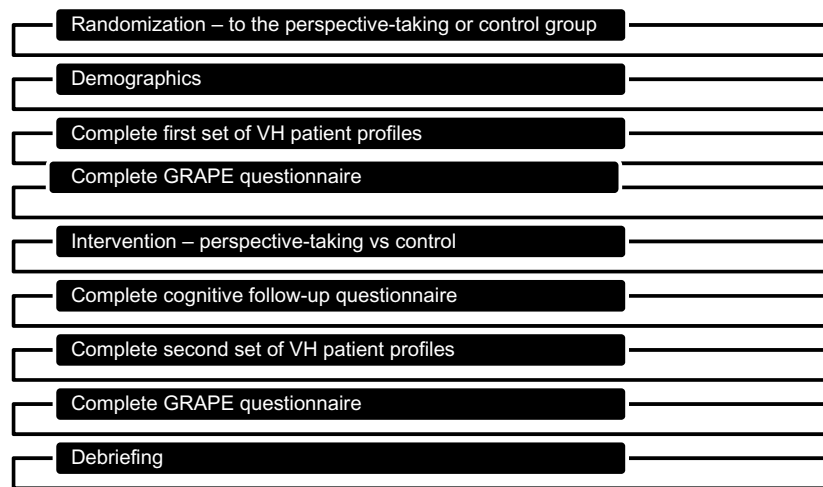 Randomization – to the perspective-taking or control group
Demographics
Complete first set of VH patient profiles
Complete GRAPE questionnaire
Intervention – perspective-taking vs control
Complete cognitive follow-up questionnaire
Complete second set of VH patient profiles
Complete GRAPE questionnaire
Debriefing